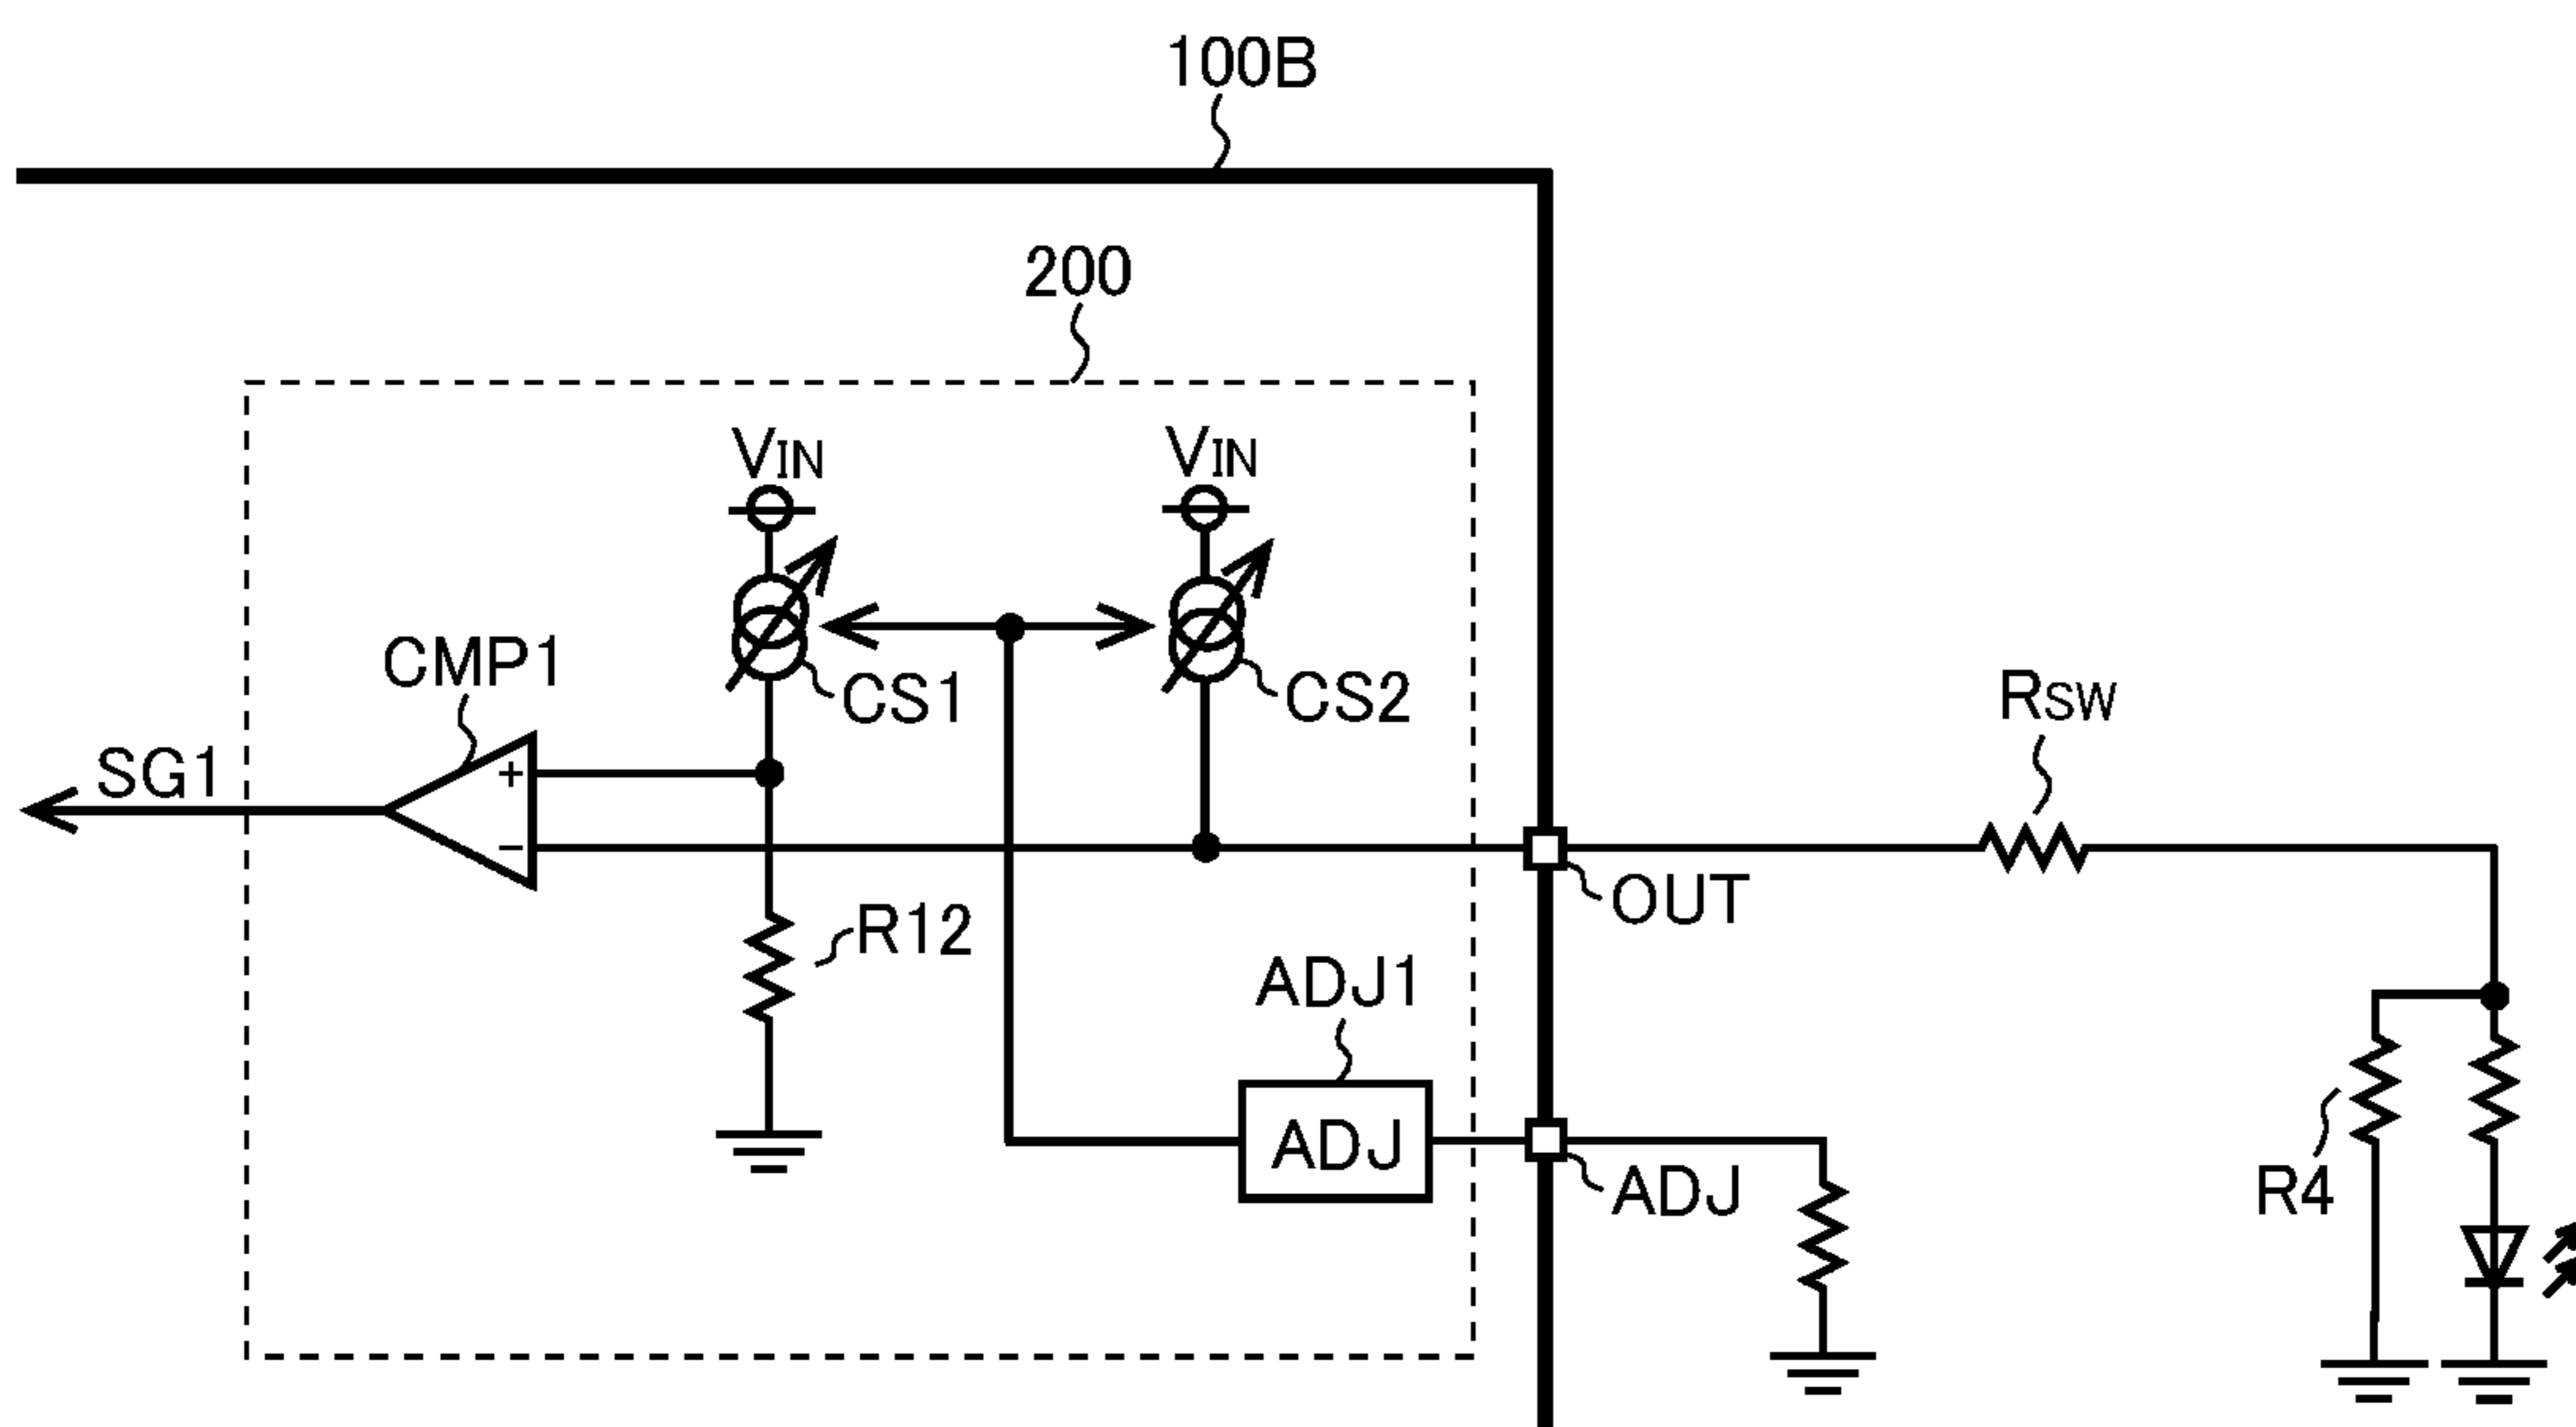 100B
200
VIN
VIN
CMP1
CS1
CS2
RSW
SG1
+
−
OUT
R12
ADJ1
ADJ
ADJ
R4